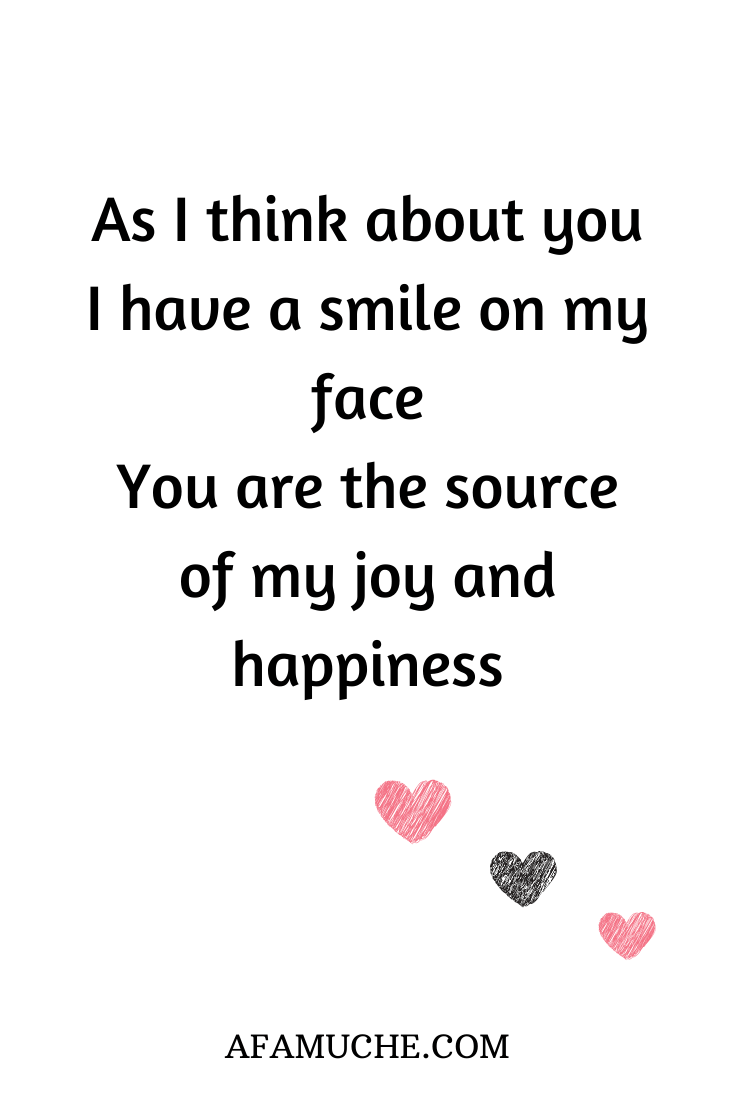 As I think about you
I have a smile on my
face
You are the source
of my joy and
happiness
AFAMUCHE.COM